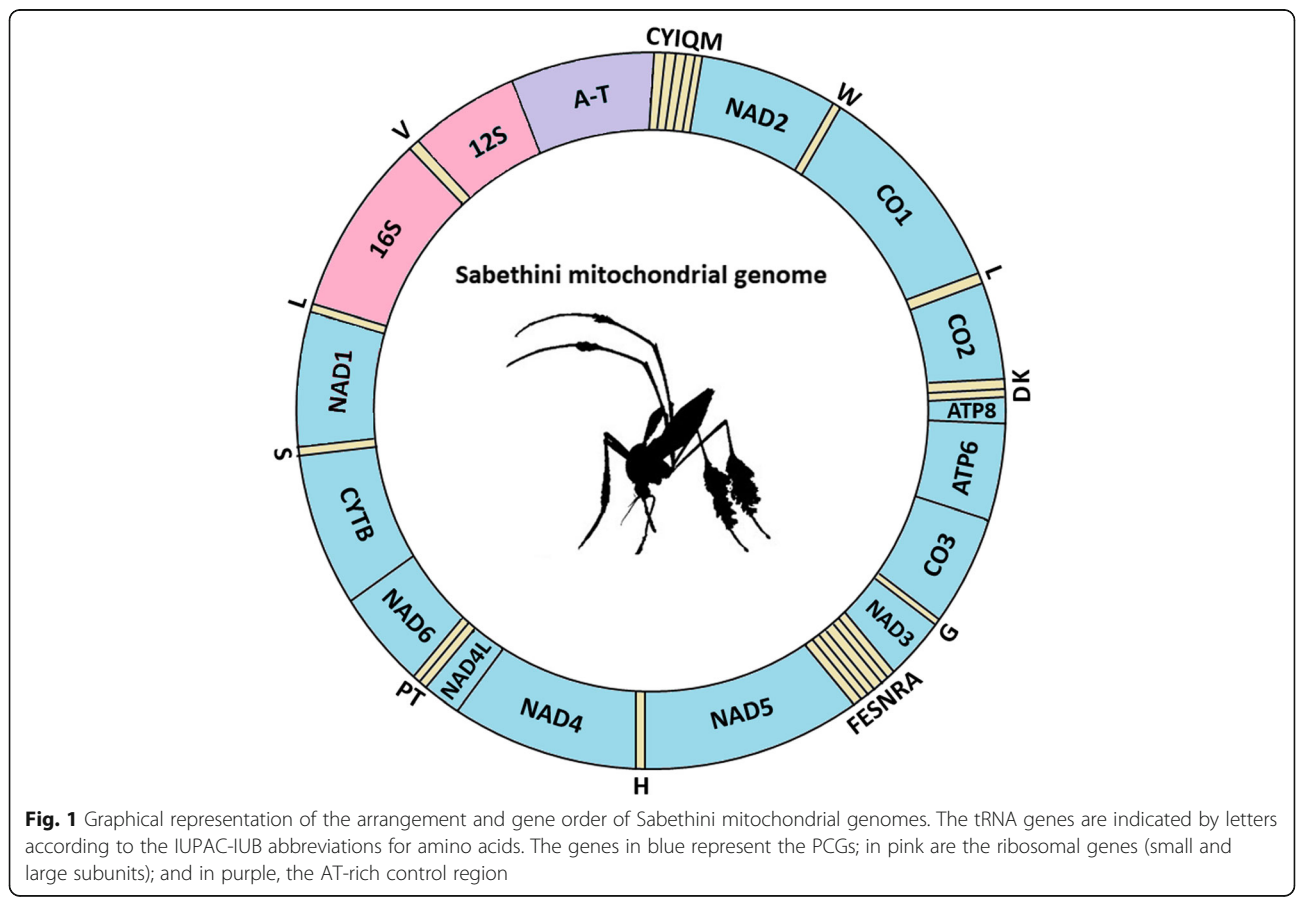 CYIQM
A-T
NAD2
W
CO1
L
CO2
DK
ATP8
ATP6
CO3
G
NAD3
FESNRA
NAD5
H
NAD4
NAD4L
PT
NAD6
CYTB
S
NAD1
L
16S
V
12S
Sabethini mitochondrial genome
Fig. 1 Graphical representation of the arrangement and gene order of Sabethini mitochondrial genomes. The tRNA genes are indicated by letters
according to the IUPAC-IUB abbreviations for amino acids. The genes in blue represent the PCGs; in pink are the ribosomal genes (small and
large subunits); and in purple, the AT-rich control region